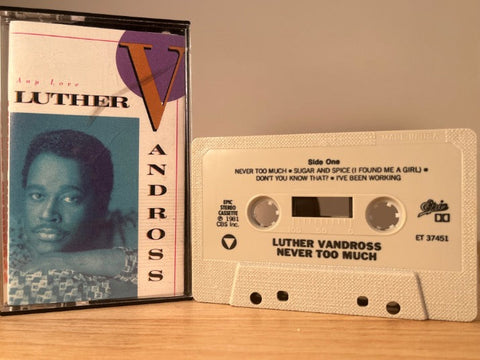 Any Love
LUTHER
VANDROSS
Side One
NEVER TOO MUCH • SUGAR AND SPICE (I FOUND ME A GIRL) •
DON'T YOU KNOW THAT? • I'VE BEEN WORKING
EPIC
STEREO
CASSETTE
℗ 1981
CBS Inc.
Epic
ET 37451
LUTHER VANDROSS
NEVER TOO MUCH